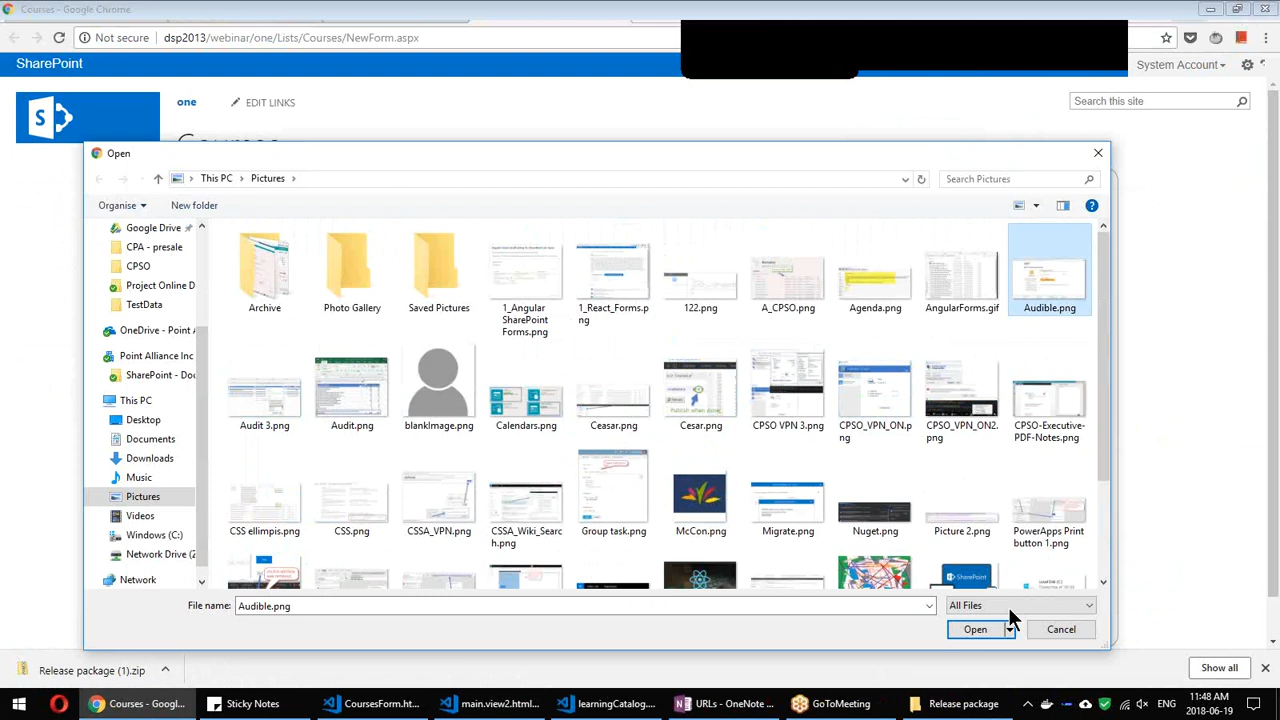 Courses - Google Chrome
Not secure
dsp2013/webinar/one/Lists/Courses/NewForm.aspx
SharePoint
System Account
one
EDIT LINKS
Search this site
Open
This PC
Pictures
Search Pictures
Organise
New folder
Google Drive
CPA - presale
CPSO
Project Online D
TestData
OneDrive - Point A
Point Alliance Inc
SharePoint - Doc
This PC
Desktop
Documents
Downloads
Music
Pictures
Videos
Windows (C:)
Network Drive (Z
Network
Archive
Photo Gallery
Saved Pictures
1_Angular SharePoint Forms.png
1_React_Forms.png
122.png
A_CPSO.png
Agenda.png
AngularForms.gif
Audible.png
Audit 3.png
Audit.png
blankImage.png
Calendars.png
Ceasar.png
Cesar.png
CPSO VPN 3.png
CPSO_VPN_ON.png
CPSO_VPN_ON2.png
CPSO-Executive-PDF-Notes.png
CSS ellimpis.png
CSS.png
CSSA_VPN.png
CSSA_Wiki_Search.png
Group task.png
McCon.png
Migrate.png
Nuget.png
Picture 2.png
PowerApps Print button 1.png
SharePoint
File name:
Audible.png
All Files
Open
Cancel
Release package (1).zip
Show all
Courses - Googl...
Sticky Notes
CoursesForm.ht...
main.view2.html...
learningCatalog....
URLs - OneNote ...
GoToMeeting
Release package
ENG
11:48 AM
2018-06-19